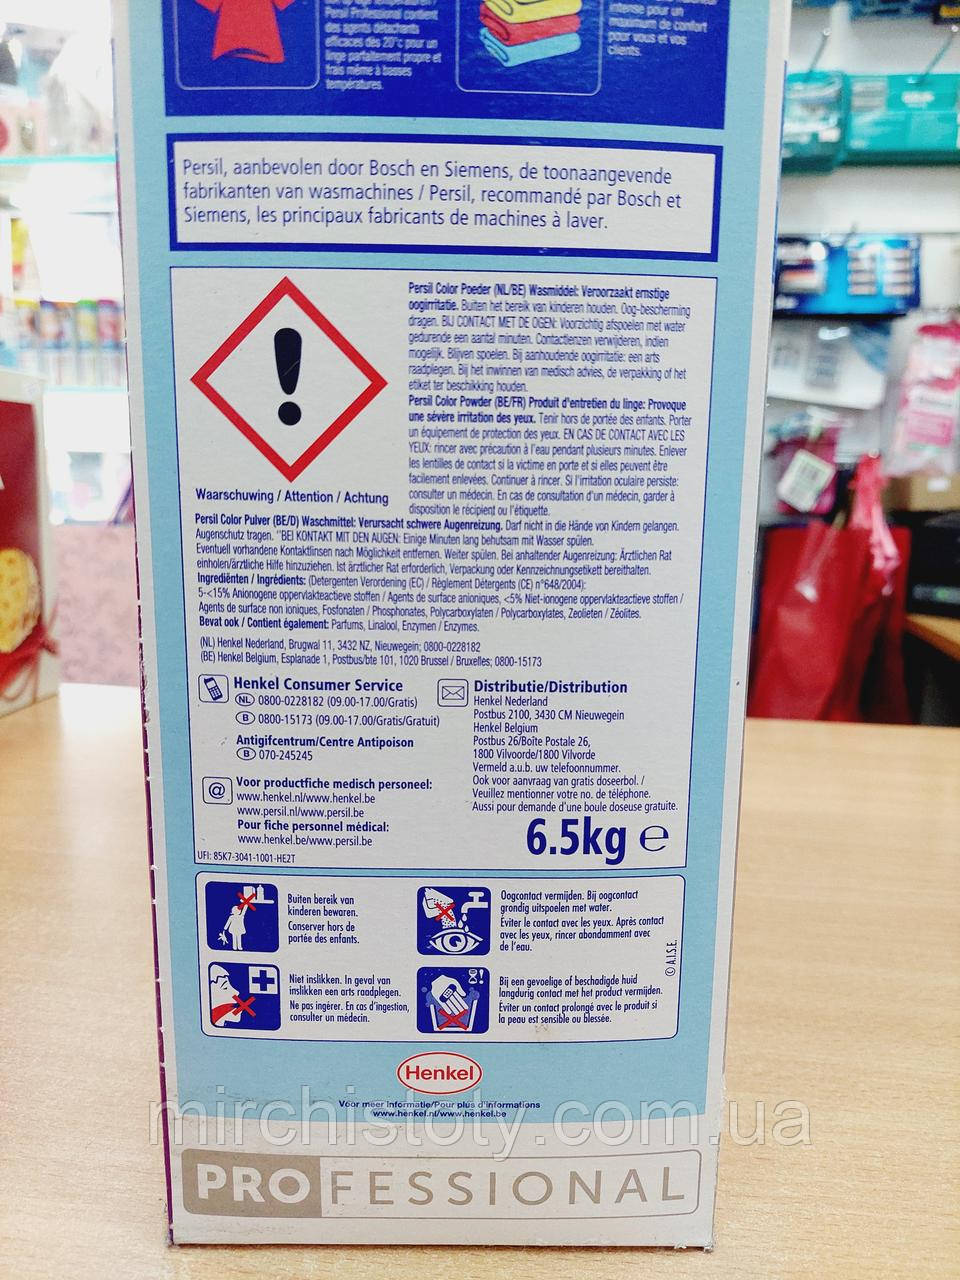 Persil Professional contient
des agents détachants
efficaces dès 20°c pour un
linge parfaitement propre et
frais même à basses
températures.
intense pour un
maximum de confort
pour vous et vos
clients.
Persil, aanbevolen door Bosch en Siemens, de toonaangevende
fabrikanten van wasmachines / Persil, recommandé par Bosch et
Siemens, les principaux fabricants de machines à laver.
Waarschuwing / Attention / Achtung
Persil Color Poeder (NL/BE) Wasmiddel: Veroorzaakt ernstige
oogirritatie. Buiten het bereik van kinderen houden. Oog-bescherming
dragen. BIJ CONTACT MET DE OGEN: Voorzichtig afspoelen met water
gedurende een aantal minuten. Contactlenzen verwijderen, indien
mogelijk. Blijven spoelen. Bij aanhoudende oogirritatie: een arts
raadplegen. Bij het inwinnen van medisch advies, de verpakking of het
etiket ter beschikking houden.
Persil Color Powder (BE/FR) Produit d'entretien du linge: Provoque
une sévère irritation des yeux. Tenir hors de portée des enfants. Porter
un équipement de protection des yeux. EN CAS DE CONTACT AVEC LES
YEUX: rincer avec précaution à l'eau pendant plusieurs minutes. Enlever
les lentilles de contact si la victime en porte et si elles peuvent être
facilement enlevées. Continuer à rincer. Si l'irritation oculaire persiste:
consulter un médecin. En cas de consultation d'un médecin, garder à
disposition le récipient ou l'étiquette.
Persil Color Pulver (BE/D) Waschmittel: Verursacht schwere Augenreizung. Darf nicht in die Hände von Kindern gelangen.
Augenschutz tragen. "BEI KONTAKT MIT DEN AUGEN: Einige Minuten lang behutsam mit Wasser spülen.
Eventuell vorhandene Kontaktlinsen nach Möglichkeit entfernen. Weiter spülen. Bei anhaltender Augenreizung: Ärztlichen Rat
einholen/ärztliche Hilfe hinzuziehen. Ist ärztlicher Rat erforderlich, Verpackung oder Kennzeichnungsetikett bereithalten.
Ingrediënten / Ingrédients: (Detergenten Verordening (EC) / Règlement Détergents (CE) n°648/2004):
5-<15% Anionogene oppervlakteactieve stoffen / Agents de surface anioniques, <5% Niet-ionogene oppervlakteactieve stoffen /
Agents de surface non ioniques, Fosfonaten / Phosphonates, Polycarboxylaten / Polycarboxylates, Zeolieten / Zéolites.
Bevat ook / Contient également: Parfums, Linalool, Enzymen / Enzymes.
(NL) Henkel Nederland, Brugwal 11, 3432 NZ, Nieuwegein; 0800-0228182
(BE) Henkel Belgium, Esplanade 1, Postbus/bte 101, 1020 Brussel / Bruxelles; 0800-15173
Henkel Consumer Service
NL 0800-0228182 (09.00-17.00/Gratis)
B 0800-15173 (09.00-17.00/Gratis/Gratuit)
Antigifcentrum/Centre Antipoison
B 070-245245
@ Voor productfiche medisch personeel:
www.henkel.nl/www.henkel.be
www.persil.nl/www.persil.be
Pour fiche personnel médical:
www.henkel.be/www.persil.be
UFI: 85K7-3041-1001-HE2T
Distributie/Distribution
Henkel Nederland
Postbus 2100, 3430 CM Nieuwegein
Henkel Belgium
Postbus 26/Boîte Postale 26,
1800 Vilvoorde/1800 Vilvorde
Vermeld a.u.b. uw telefoonnummer.
Ook voor aanvraag van gratis doseerbol. /
Veuillez mentionner votre no. de téléphone.
Aussi pour demande d'une boule doseuse gratuite.
6.5kg ℮
Buiten bereik van
kinderen bewaren.
Conserver hors de
portée des enfants.
Oogcontact vermijden. Bij oogcontact
grondig uitspoelen met water.
Éviter le contact avec les yeux. Après contact
avec les yeux, rincer abondamment avec
de l'eau.
Niet inslikken. In geval van
inslikken een arts raadplegen.
Ne pas ingérer. En cas d'ingestion,
consulter un médecin.
Bij een gevoelige of beschadigde huid
langdurig contact met het product vermijden.
Éviter un contact prolongé avec le produit si
la peau est sensible ou blessée.
© A.I.S.E.
Henkel
Voor meer informatie/Pour plus d'informations
www.henkel.nl/www.henkel.be
mirchistoty.com.ua
PROFESSIONAL